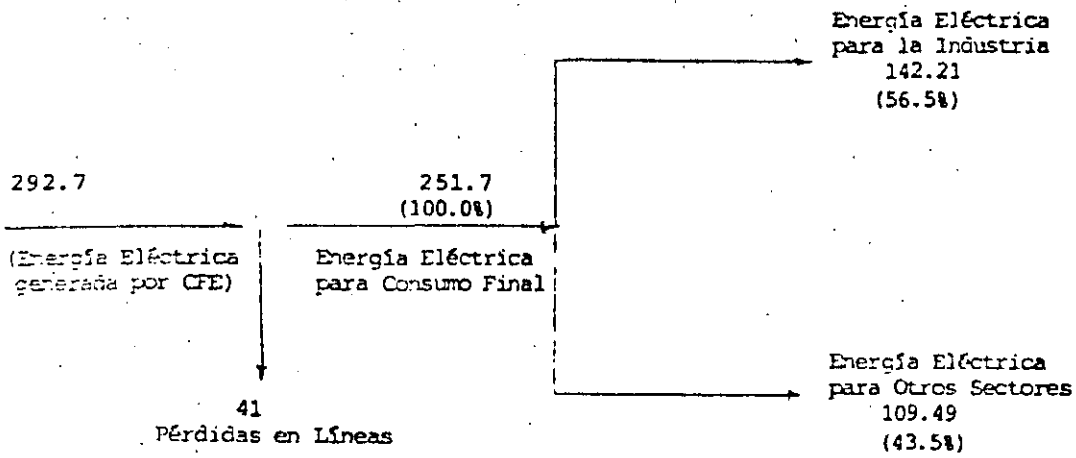 Energía Eléctrica
para la Industria
142.21
(56.5%)
292.7
251.7
(100.0%)
(Energía Eléctrica
generada por CFE)
Energía Eléctrica
para Consumo Final
41
Pérdidas en Líneas
Energía Eléctrica
para Otros Sectores
109.49
(43.5%)